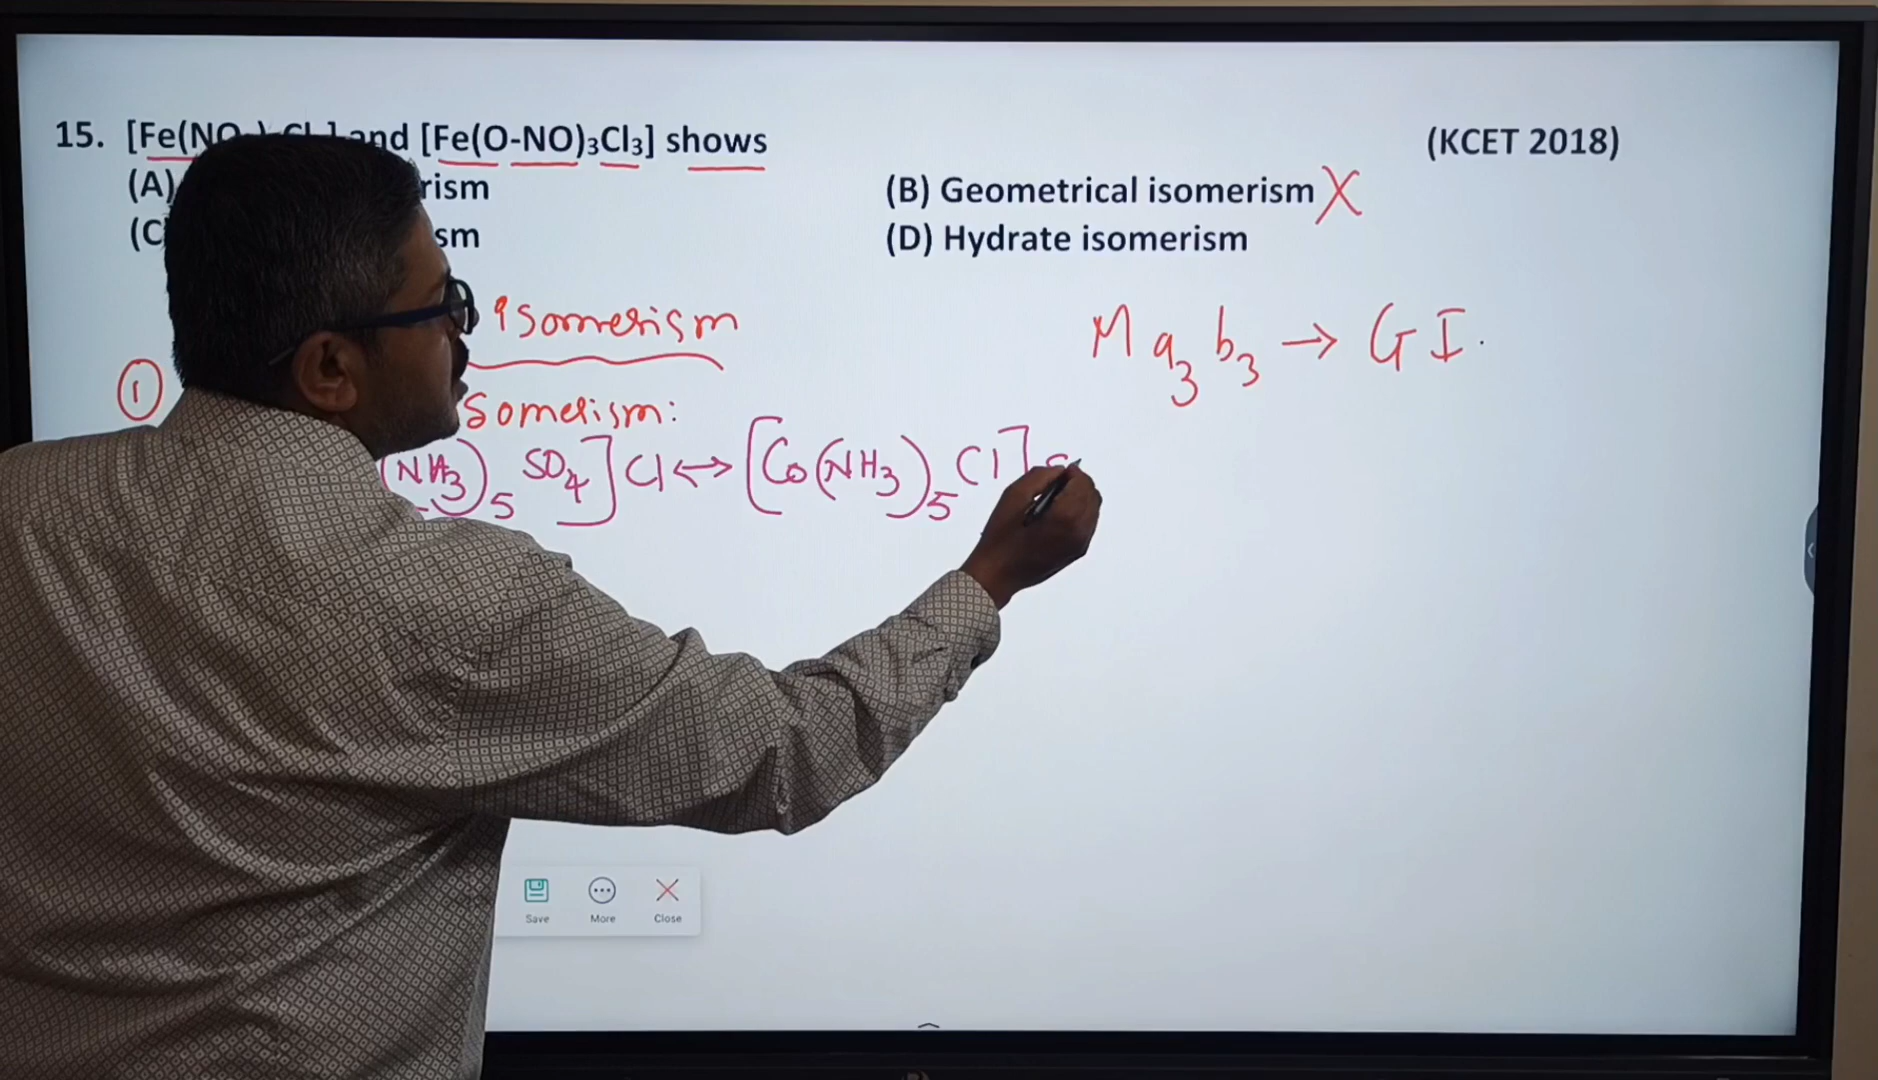 15. [Fe(NO and [Fe(O-NO)₃Cl₃] shows (KCET 2018)
(A) rism (B) Geometrical isomerism X
(C sm (D) Hydrate isomerism
Isomerism M a₃ b₃ → G I.
① Somerism:
(NH₃)₅ SO₄] Cl ↔ [Co(NH₃)₅ Cl]
Save More Close